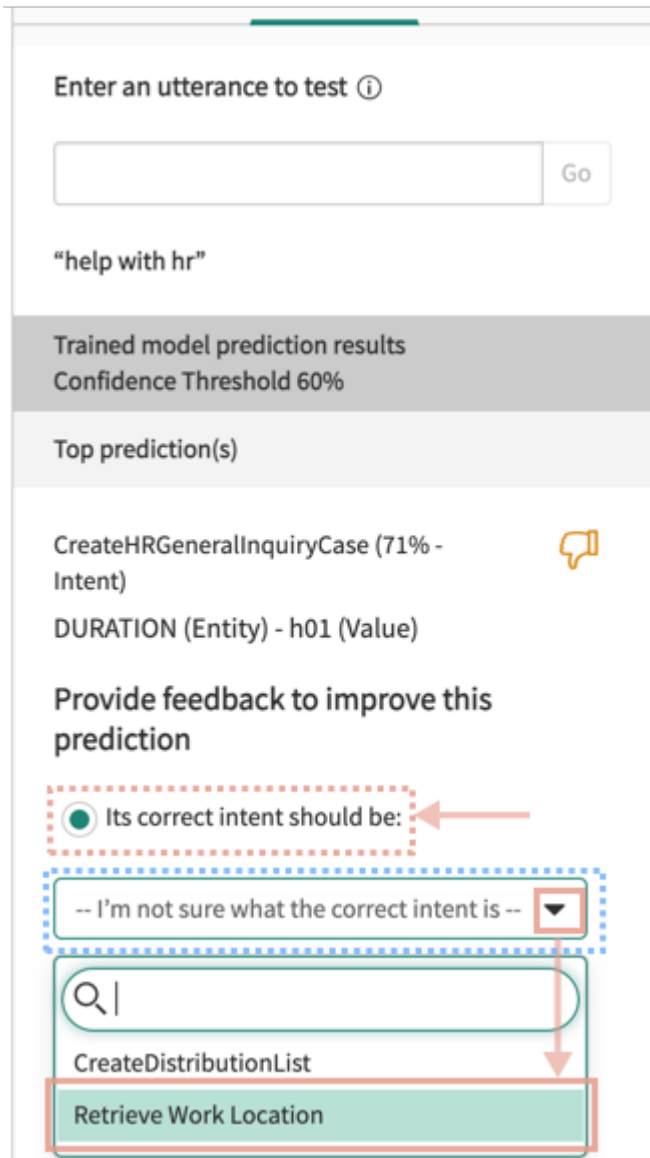 Enter an utterance to test
Go
“help with hr”
Trained model prediction results
Confidence Threshold 60%
Top prediction(s)
CreateHRGeneralInquiryCase (71% -
Intent)
DURATION (Entity) - h01 (Value)
Provide feedback to improve this
prediction
Its correct intent should be:
-- I’m not sure what the correct intent is --
CreateDistributionList
Retrieve Work Location